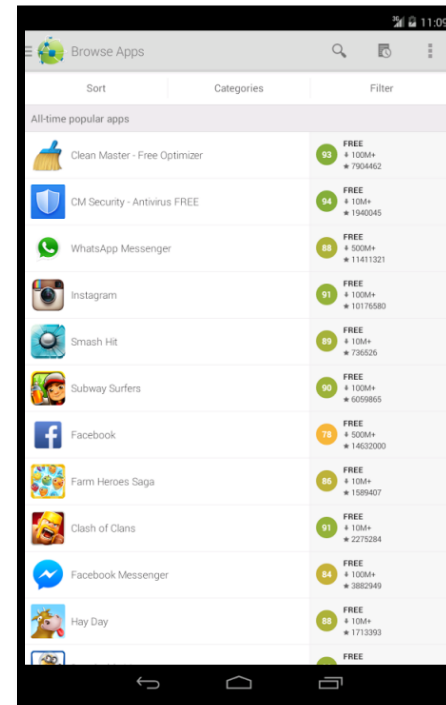 3G 11:09
Browse Apps
Sort Categories Filter
All-time popular apps
Clean Master - Free Optimizer
93
FREE
100M+
7904462
CM Security - Antivirus FREE
94
FREE
10M+
1940045
WhatsApp Messenger
88
FREE
500M+
11411321
Instagram
91
FREE
100M+
10176580
Smash Hit
89
FREE
10M+
736526
Subway Surfers
90
FREE
100M+
6059865
Facebook
78
FREE
500M+
14632000
Farm Heroes Saga
86
FREE
10M+
1589407
Clash of Clans
91
FREE
10M+
2275284
Facebook Messenger
84
FREE
100M+
3882949
Hay Day
88
FREE
10M+
1713393
FREE